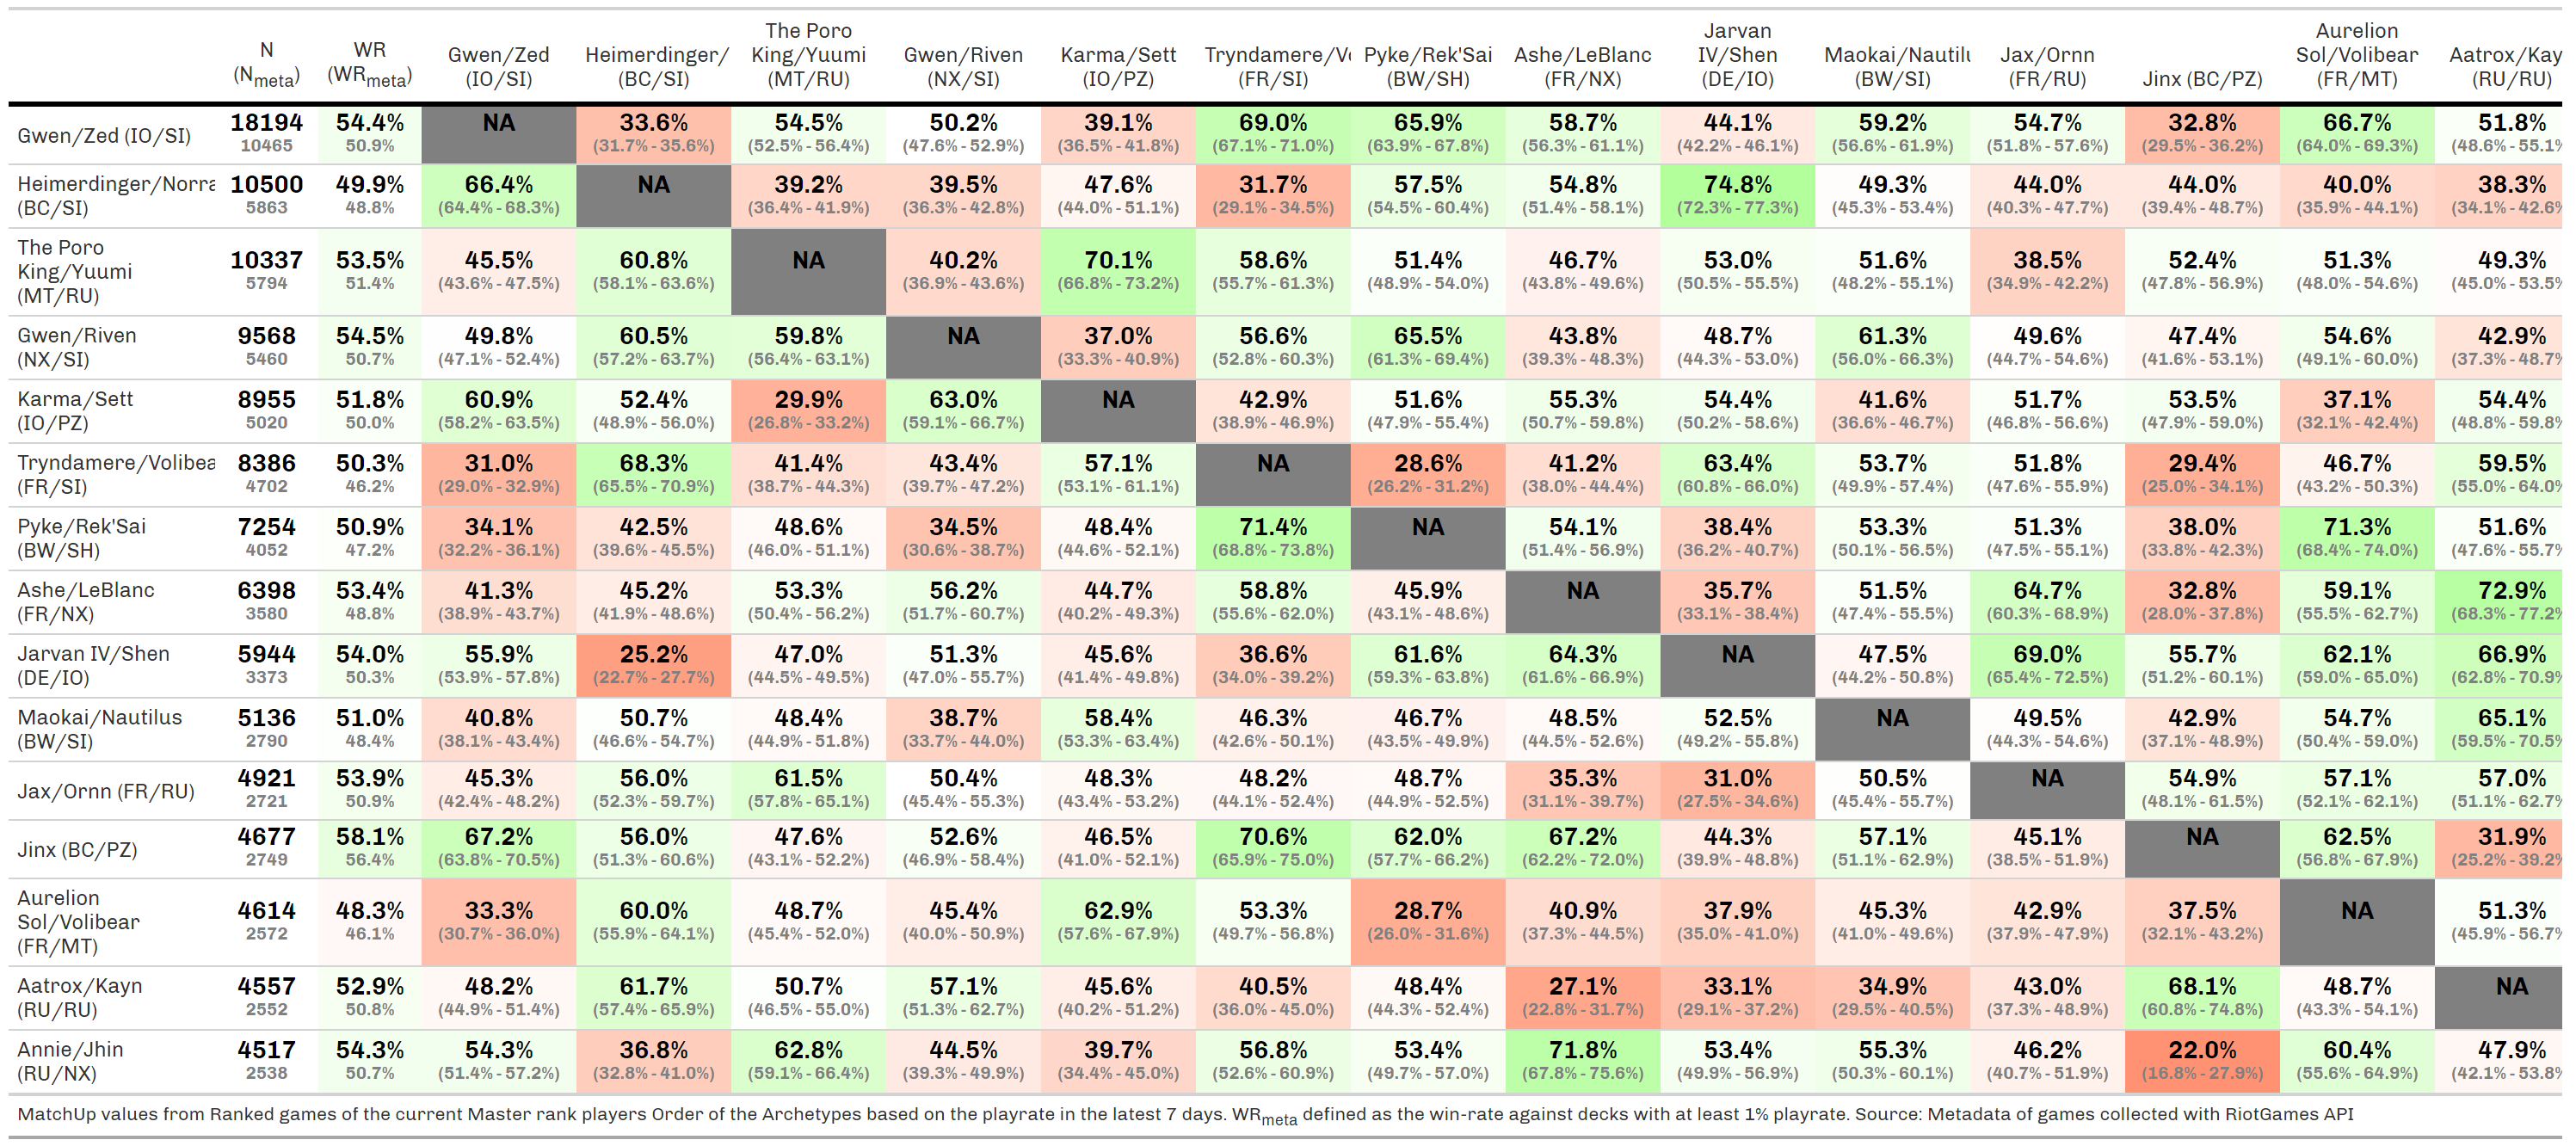 N (Nmeta) WR (WRmeta) Gwen/Zed (IO/SI) Heimerdinger/ (BC/SI) The Poro King/Yuumi (MT/RU) Gwen/Riven (NX/SI) Karma/Sett (IO/PZ) Tryndamere/Vo (FR/SI) Pyke/Rek'Sai (BW/SH) Ashe/LeBlanc (FR/NX) Jarvan IV/Shen (DE/IO) Maokai/Nautilu (BW/SI) Jax/Ornn (FR/RU) Jinx (BC/PZ) Aurelion Sol/Volibear (FR/MT) Aatrox/Kay (RU/RU)
Gwen/Zed (IO/SI) 18194 54.4% NA 33.6% 54.5% 50.2% 39.1% 69.0% 65.9% 58.7% 44.1% 59.2% 54.7% 32.8% 66.7% 51.8%
10465 50.9% (31.7% - 35.6%) (52.5% - 56.4%) (47.6% - 52.9%) (36.5% - 41.8%) (67.1% - 71.0%) (63.9% - 67.8%) (56.3% - 61.1%) (42.2% - 46.1%) (56.6% - 61.9%) (51.8% - 57.6%) (29.5% - 36.2%) (64.0% - 69.3%) (48.6% - 55.1%
Heimerdinger/Norra 10500 49.9% 66.4% NA 39.2% 39.5% 47.6% 31.7% 57.5% 54.8% 74.8% 49.3% 44.0% 44.0% 40.0% 38.3%
(BC/SI) 5863 48.8% (64.4% - 68.3%) (36.4% - 41.9%) (36.3% - 42.8%) (44.0% - 51.1%) (29.1% - 34.5%) (54.5% - 60.4%) (51.4% - 58.1%) (72.3% - 77.3%) (45.3% - 53.4%) (40.3% - 47.7%) (39.4% - 48.7%) (35.9% - 44.1%) (34.1% - 42.6%
The Poro
King/Yuumi 10337 53.5% 45.5% 60.8% NA 40.2% 70.1% 58.6% 51.4% 46.7% 53.0% 51.6% 38.5% 52.4% 51.3% 49.3%
(MT/RU) 5794 51.4% (43.6% - 47.5%) (58.1% - 63.6%) (36.9% - 43.6%) (66.8% - 73.2%) (55.7% - 61.3%) (48.9% - 54.0%) (43.8% - 49.6%) (50.5% - 55.5%) (48.2% - 55.1%) (34.9% - 42.2%) (47.8% - 56.9%) (48.0% - 54.6%) (45.0% - 53.5%
Gwen/Riven 9568 54.5% 49.8% 60.5% 59.8% NA 37.0% 56.6% 65.5% 43.8% 48.7% 61.3% 49.6% 47.4% 54.6% 42.9%
(NX/SI) 5460 50.7% (47.1% - 52.4%) (57.2% - 63.7%) (56.4% - 63.1%) (33.3% - 40.9%) (52.8% - 60.3%) (61.3% - 69.4%) (39.3% - 48.3%) (44.3% - 53.0%) (56.0% - 66.3%) (44.7% - 54.6%) (41.6% - 53.1%) (49.1% - 60.0%) (37.3% - 48.7%
Karma/Sett 8955 51.8% 60.9% 52.4% 29.9% 63.0% NA 42.9% 51.6% 55.3% 54.4% 41.6% 51.7% 53.5% 37.1% 54.4%
(IO/PZ) 5020 50.0% (58.2% - 63.5%) (48.9% - 56.0%) (26.8% - 33.2%) (59.1% - 66.7%) (38.9% - 46.9%) (47.9% - 55.4%) (50.7% - 59.8%) (50.2% - 58.6%) (36.6% - 46.7%) (46.8% - 56.6%) (47.9% - 59.0%) (32.1% - 42.4%) (48.8% - 59.8%
Tryndamere/Volibea 8386 50.3% 31.0% 68.3% 41.4% 43.4% 57.1% NA 28.6% 41.2% 63.4% 53.7% 51.8% 29.4% 46.7% 59.5%
(FR/SI) 4702 46.2% (29.0% - 32.9%) (65.5% - 70.9%) (38.7% - 44.3%) (39.7% - 47.2%) (53.1% - 61.1%) (26.2% - 31.2%) (38.0% - 44.4%) (60.8% - 66.0%) (49.9% - 57.4%) (47.6% - 55.9%) (25.0% - 34.1%) (43.2% - 50.3%) (55.0% - 64.0%
Pyke/Rek'Sai 7254 50.9% 34.1% 42.5% 48.6% 34.5% 48.4% 71.4% NA 54.1% 38.4% 53.3% 51.3% 38.0% 71.3% 51.6%
(BW/SH) 4052 47.2% (32.2% - 36.1%) (39.6% - 45.5%) (46.0% - 51.1%) (30.6% - 38.7%) (44.6% - 52.1%) (68.8% - 73.8%) (51.4% - 56.9%) (36.2% - 40.7%) (50.1% - 56.5%) (47.5% - 55.1%) (33.8% - 42.3%) (68.4% - 74.0%) (47.6% - 55.7%
Ashe/LeBlanc 6398 53.4% 41.3% 45.2% 53.3% 56.2% 44.7% 58.8% 45.9% NA 35.7% 51.5% 64.7% 32.8% 59.1% 72.9%
(FR/NX) 3580 48.8% (38.9% - 43.7%) (41.9% - 48.6%) (50.4% - 56.2%) (51.7% - 60.7%) (40.2% - 49.3%) (55.6% - 62.0%) (43.1% - 48.6%) (33.1% - 38.4%) (47.4% - 55.5%) (60.3% - 68.9%) (28.0% - 37.8%) (55.5% - 62.7%) (68.3% - 77.2%
Jarvan IV/Shen 5944 54.0% 55.9% 25.2% 47.0% 51.3% 45.6% 36.6% 61.6% 64.3% NA 47.5% 69.0% 55.7% 62.1% 66.9%
(DE/IO) 3373 50.3% (53.9% - 57.8%) (22.7% - 27.7%) (44.5% - 49.5%) (47.0% - 55.7%) (41.4% - 49.8%) (34.0% - 39.2%) (59.3% - 63.8%) (61.6% - 66.9%) (44.2% - 50.8%) (65.4% - 72.5%) (51.2% - 60.1%) (59.0% - 65.0%) (62.8% - 70.9%
Maokai/Nautilus 5136 51.0% 40.8% 50.7% 48.4% 38.7% 58.4% 46.3% 46.7% 48.5% 52.5% NA 49.5% 42.9% 54.7% 65.1%
(BW/SI) 2790 48.4% (38.1% - 43.4%) (46.6% - 54.7%) (44.9% - 51.8%) (33.7% - 44.0%) (53.3% - 63.4%) (42.6% - 50.1%) (43.5% - 49.9%) (44.5% - 52.6%) (49.2% - 55.8%) (44.3% - 54.6%) (37.1% - 48.9%) (50.4% - 59.0%) (59.5% - 70.5%
Jax/Ornn (FR/RU) 4921 53.9% 45.3% 56.0% 61.5% 50.4% 48.3% 48.2% 48.7% 35.3% 31.0% 50.5% NA 54.9% 57.1% 57.0%
2721 50.9% (42.4% - 48.2%) (52.3% - 59.7%) (57.8% - 65.1%) (45.4% - 55.3%) (43.4% - 53.2%) (44.1% - 52.4%) (44.9% - 52.5%) (31.1% - 39.7%) (27.5% - 34.6%) (45.4% - 55.7%) (48.1% - 61.5%) (52.1% - 62.1%) (51.1% - 62.7%
Jinx (BC/PZ) 4677 58.1% 67.2% 56.0% 47.6% 52.6% 46.5% 70.6% 62.0% 67.2% 44.3% 57.1% 45.1% NA 62.5% 31.9%
2749 56.4% (63.8% - 70.5%) (51.3% - 60.6%) (43.1% - 52.2%) (46.9% - 58.4%) (41.0% - 52.1%) (65.9% - 75.0%) (57.7% - 66.2%) (62.2% - 72.0%) (39.9% - 48.8%) (51.1% - 62.9%) (38.5% - 51.9%) (56.8% - 67.9%) (25.2% - 39.2%
Aurelion
Sol/Volibear 4614 48.3% 33.3% 60.0% 48.7% 45.4% 62.9% 53.3% 28.7% 40.9% 37.9% 45.3% 42.9% 37.5% NA 51.3%
(FR/MT) 2572 46.1% (30.7% - 36.0%) (55.9% - 64.1%) (45.4% - 52.0%) (40.0% - 50.9%) (57.6% - 67.9%) (49.7% - 56.8%) (26.0% - 31.6%) (37.3% - 44.5%) (35.0% - 41.0%) (41.0% - 49.6%) (37.9% - 47.9%) (32.1% - 43.2%) (45.9% - 56.7%
Aatrox/Kayn 4557 52.9% 48.2% 61.7% 50.7% 57.1% 45.6% 40.5% 48.4% 27.1% 33.1% 34.9% 43.0% 68.1% 48.7% NA
(RU/RU) 2552 50.8% (44.9% - 51.4%) (57.4% - 65.9%) (46.5% - 55.0%) (51.3% - 62.7%) (40.2% - 51.2%) (36.0% - 45.0%) (44.3% - 52.4%) (22.8% - 31.7%) (29.1% - 37.2%) (29.5% - 40.5%) (37.3% - 48.9%) (60.8% - 74.8%) (43.3% - 54.1%)
Annie/Jhin 4517 54.3% 54.3% 36.8% 62.8% 44.5% 39.7% 56.8% 53.4% 71.8% 53.4% 55.3% 46.2% 22.0% 60.4% 47.9%
(RU/NX) 2538 50.7% (51.4% - 57.2%) (32.8% - 41.0%) (59.1% - 66.4%) (39.3% - 49.9%) (34.4% - 45.0%) (52.6% - 60.9%) (49.7% - 57.0%) (67.8% - 75.6%) (49.9% - 56.9%) (50.3% - 60.1%) (40.7% - 51.9%) (16.8% - 27.9%) (55.6% - 64.9%) (42.1% - 53.8%
MatchUp values from Ranked games of the current Master rank players Order of the Archetypes based on the playrate in the latest 7 days. WRmeta defined as the win-rate against decks with at least 1% playrate. Source: Metadata of games collected with RiotGames API